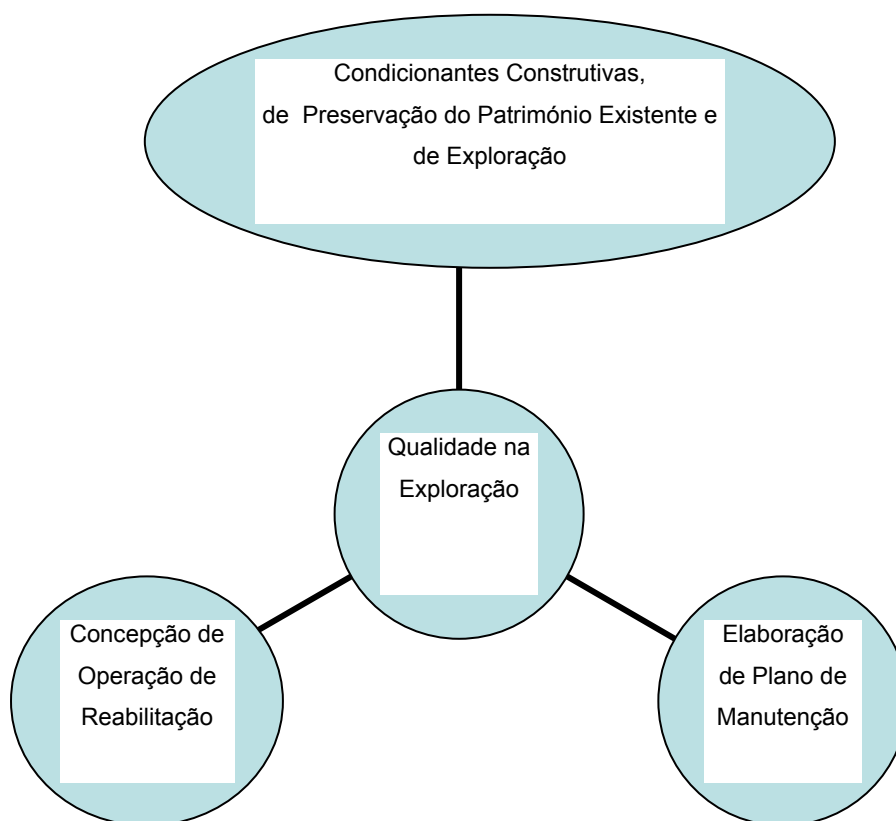 Condicionantes Construtivas,
de Preservação do Património Existente e
de Exploração
Qualidade na
Exploração
Concepção de
Operação de
Reabilitação
Elaboração
de Plano de
Manutenção